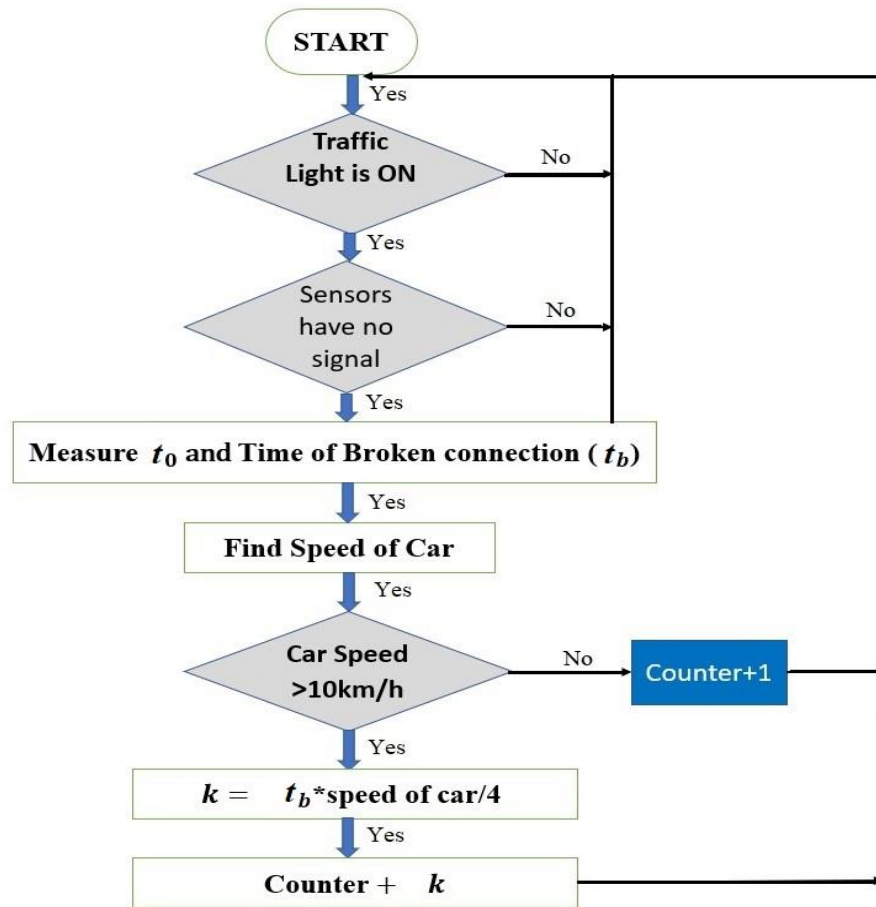 START
Yes
Traffic
Light is ON
No
Yes
Sensors
have no
signal
No
Yes
Measure t₀ and Time of Broken connection ( t_b)
Yes
Find Speed of Car
Yes
Car Speed
>10km/h
No
Counter+1
Yes
k = t_b*speed of car/4
Yes
Counter + k